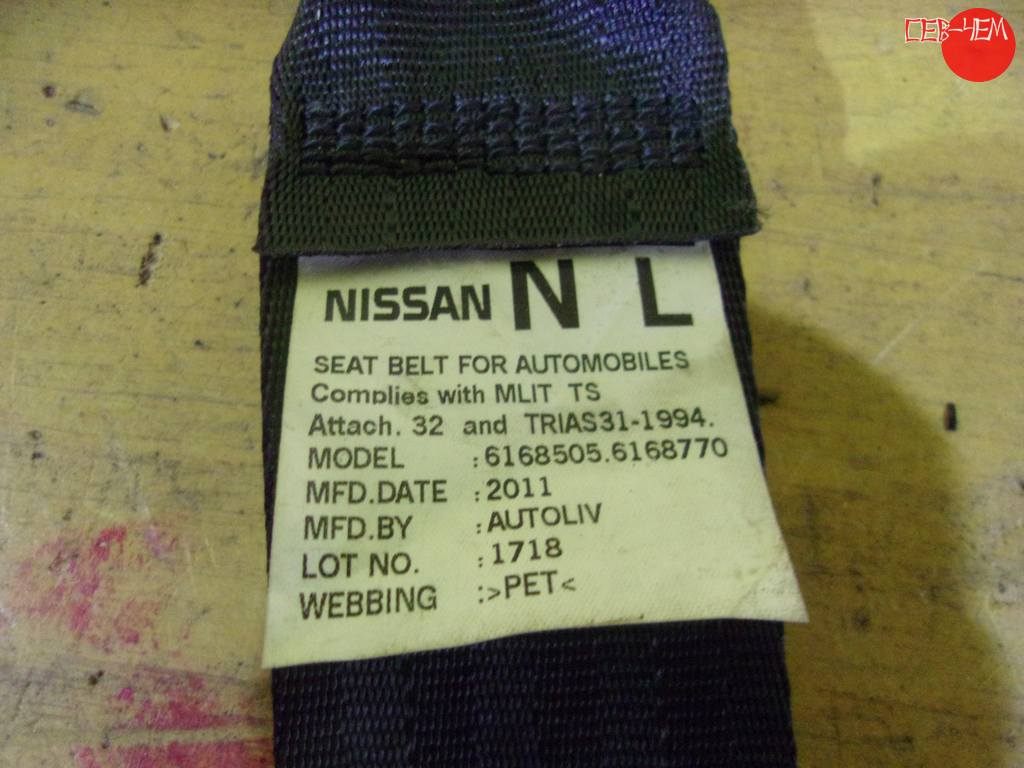 СЕВ-ЧЕМ
NISSAN N L
SEAT BELT FOR AUTOMOBILES
Complies with MLIT TS
Attach. 32 and TRIAS31-1994.
MODEL :6168505.6168770
MFD.DATE :2011
MFD.BY :AUTOLIV
LOT NO. :1718
WEBBING :>PET<